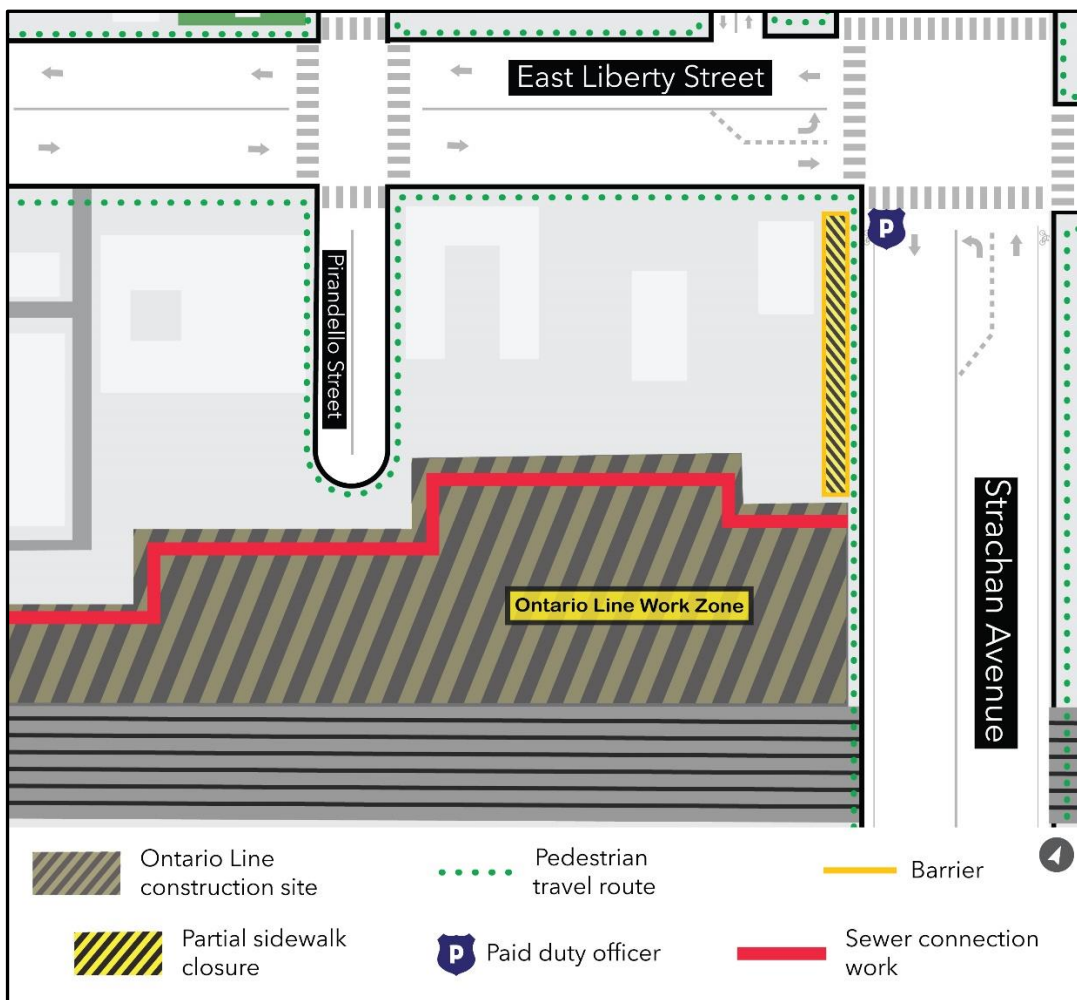 East Liberty Street
P
Pirandello Street
Strachan Avenue
Ontario Line Work Zone
Ontario Line
construction site
Pedestrian
travel route
Barrier
Partial sidewalk
closure
P
Paid duty officer
Sewer connection
work